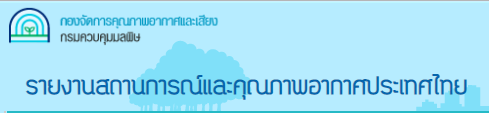 กองจัดการคุณภาพอากาศและเสียง
กรมควบคุมมลพิษ
รายงานสถานการณ์และคุณภาพอากาศประเทศไทย